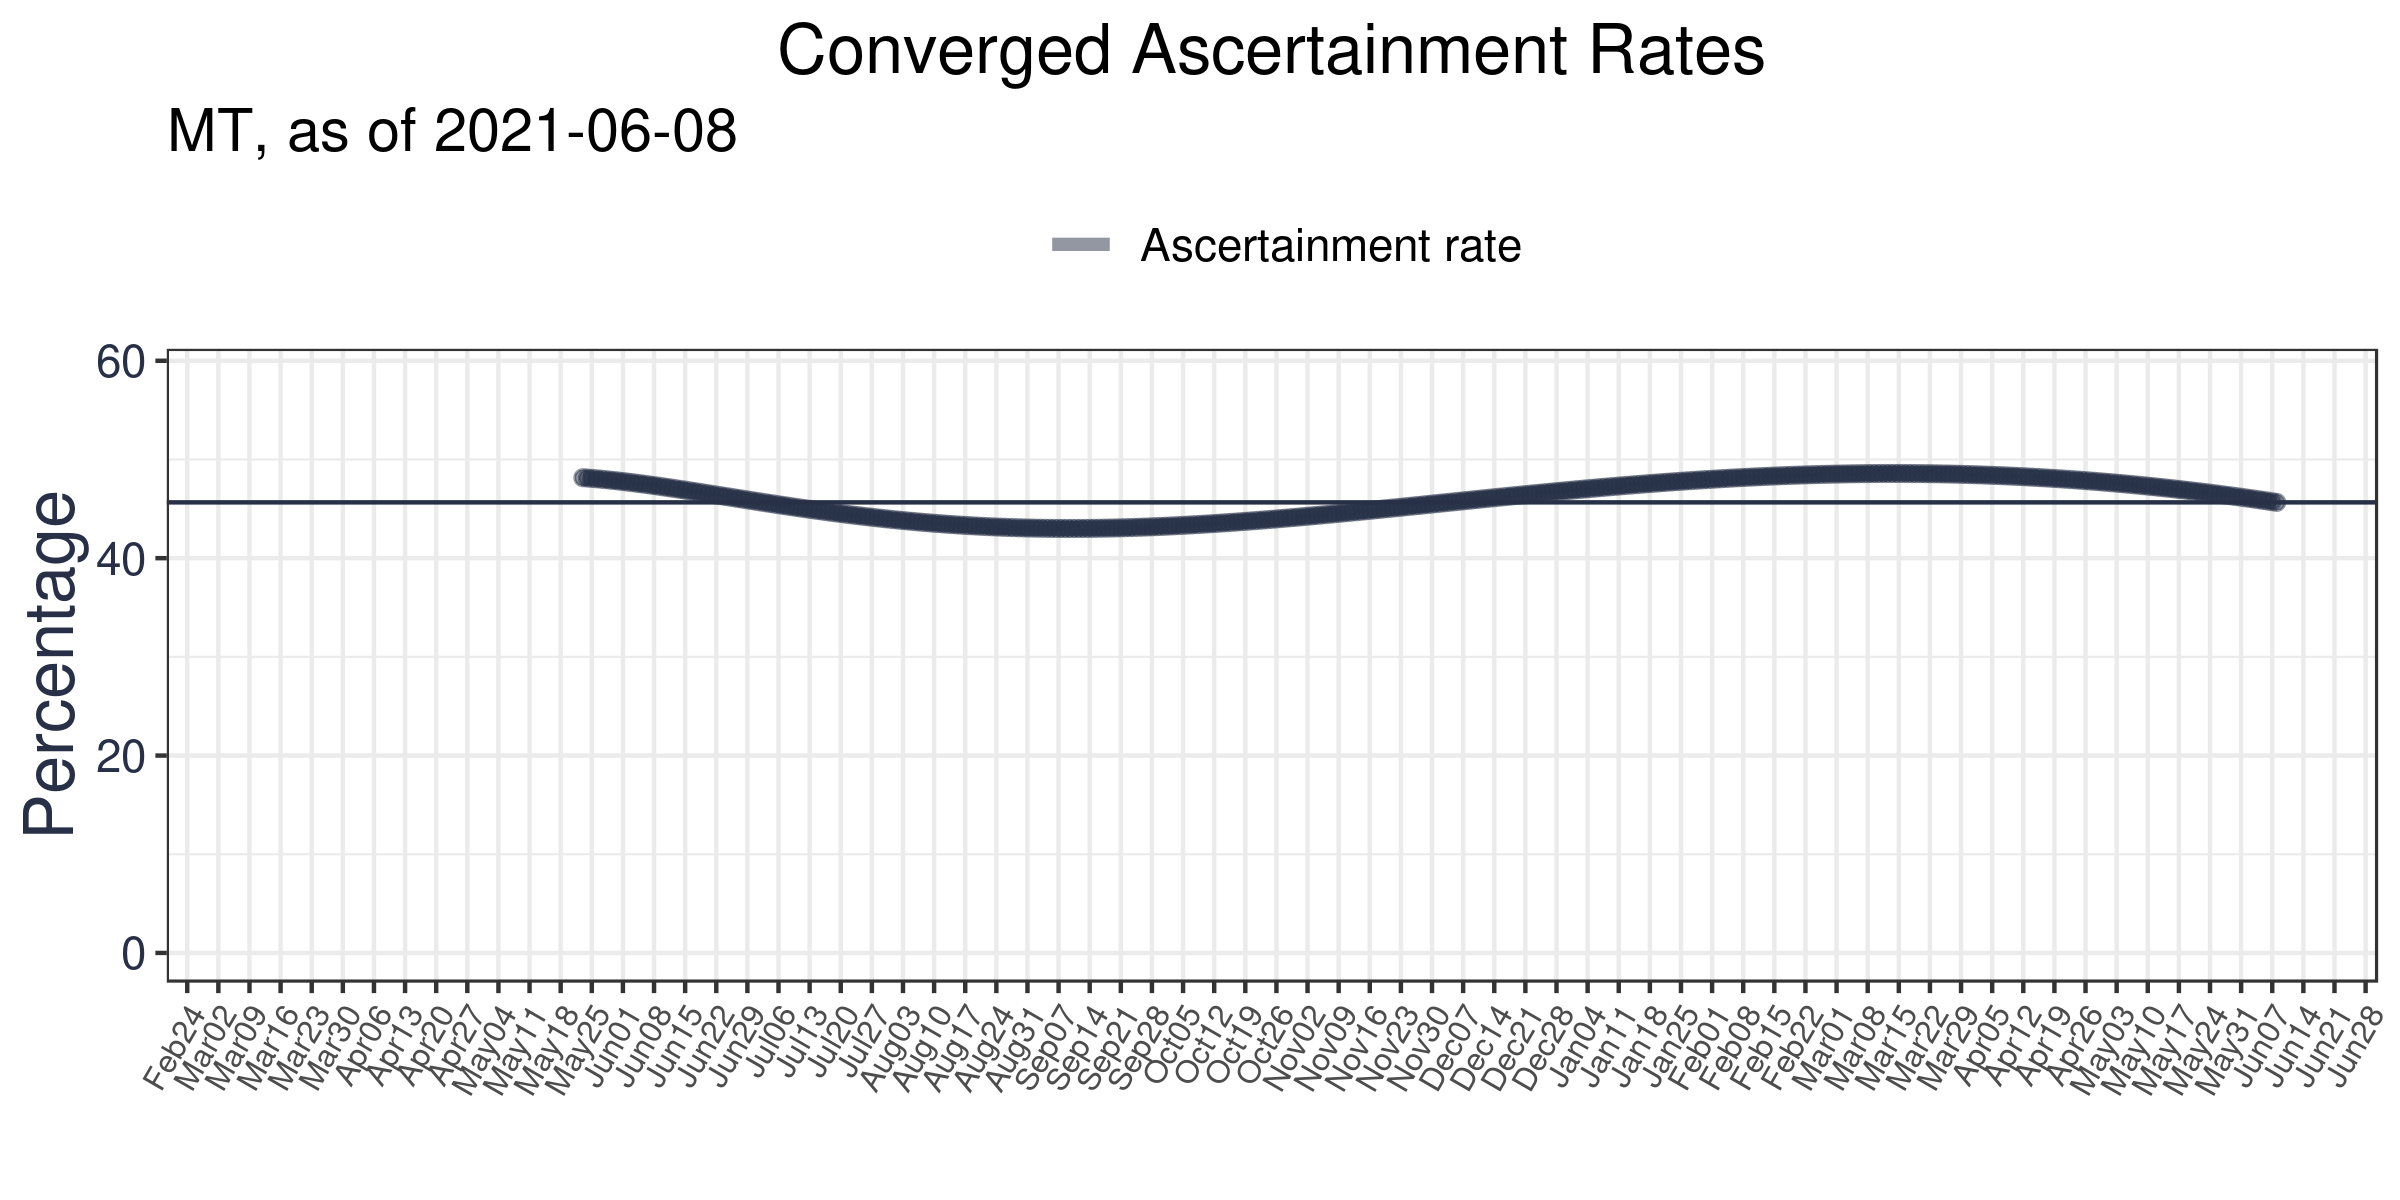 Converged Ascertainment Rates
MT, as of 2021-06-08
Ascertainment rate
Percentage
60
40
20
0
Feb24 Mar02 Mar09 Mar16 Mar23 Mar30 Apr06 Apr13 Apr20 Apr27 May04 May11 May18 May25 Jun01 Jun08 Jun15 Jun22 Jun29 Jul06 Jul13 Jul20 Jul27 Aug03 Aug10 Aug17 Aug24 Aug31 Sep07 Sep14 Sep21 Sep28 Oct05 Oct12 Oct19 Oct26 Nov02 Nov09 Nov16 Nov23 Nov30 Dec07 Dec14 Dec21 Dec28 Jan04 Jan11 Jan18 Jan25 Feb01 Feb08 Feb15 Feb22 Mar01 Mar08 Mar15 Mar22 Mar29 Apr05 Apr12 Apr19 Apr26 May03 May10 May17 May24 May31 Jun07 Jun14 Jun21 Jun28